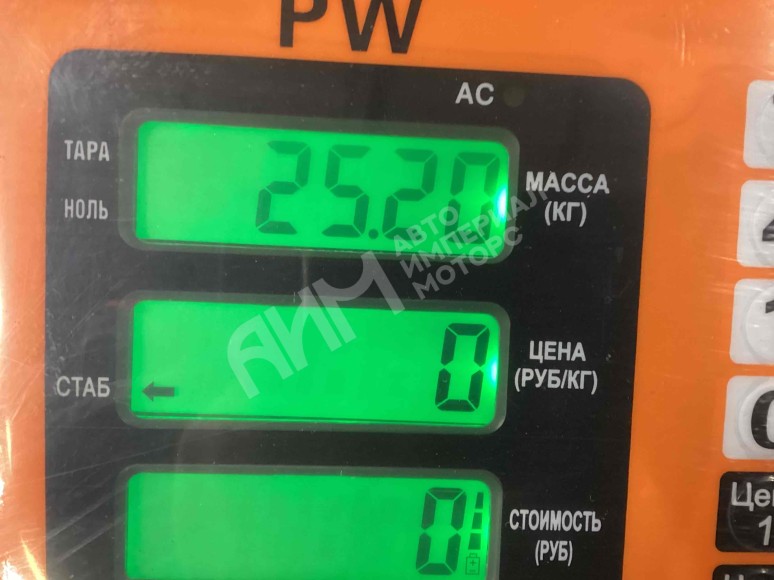 PW
AC
ТАРА
НОЛЬ
25.20
МАССА
(КГ)
АИМ
АВТО
ИМПЕРИАЛ
МОТОРС
СТАБ
0
ЦЕНА
(РУБ/КГ)
0
СТОИМОСТЬ
(РУБ)